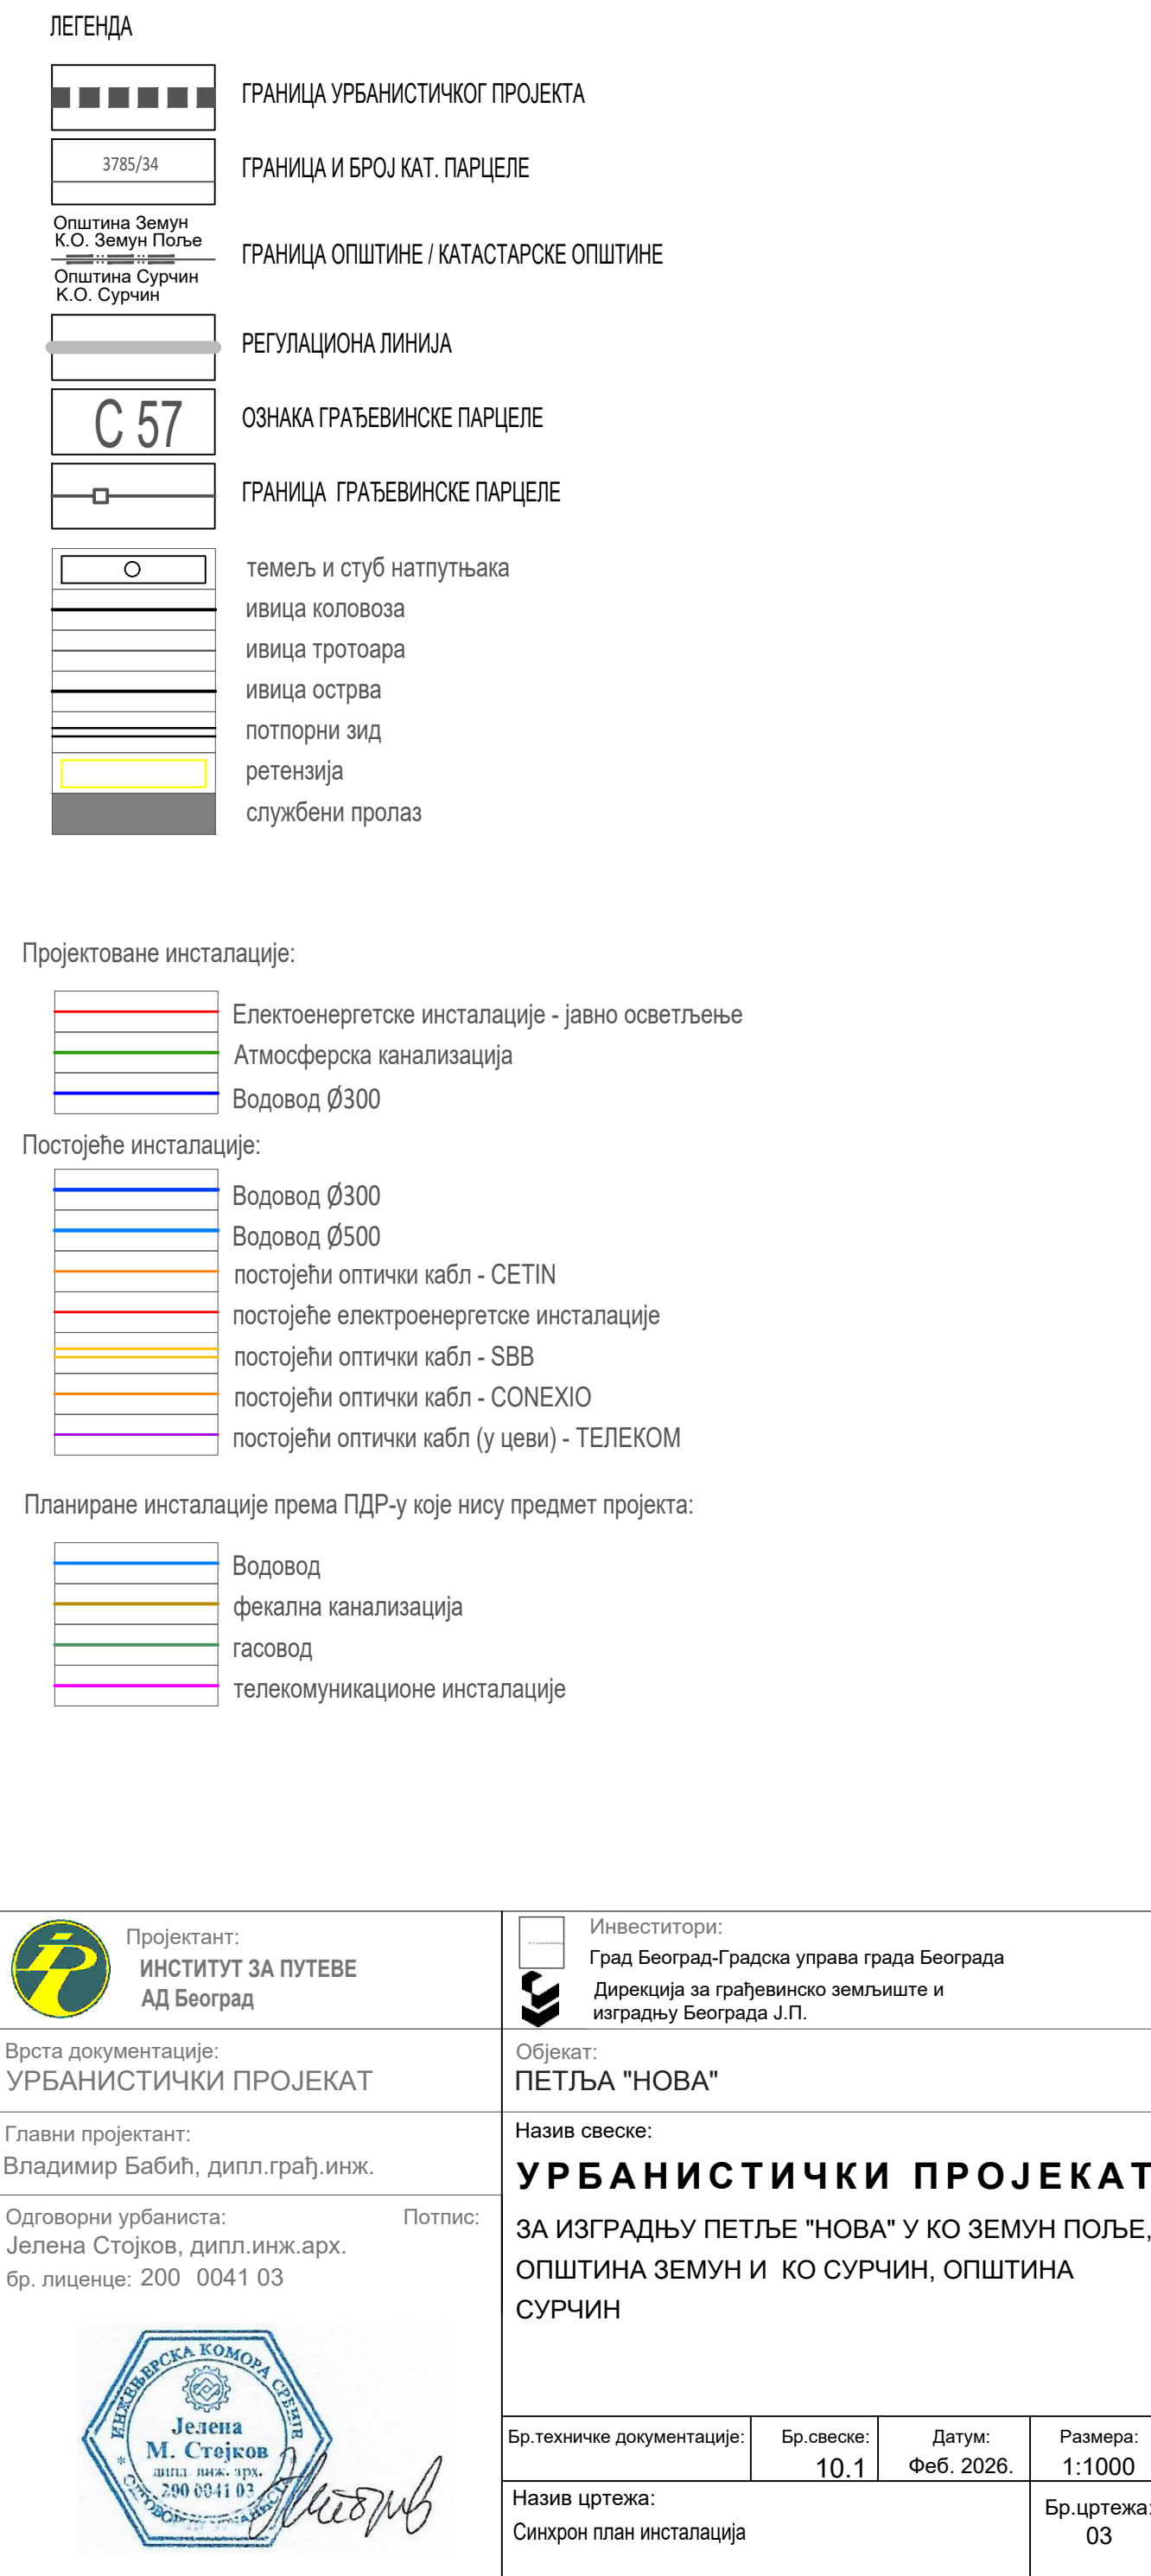 ЛЕГЕНДА
ГРАНИЦА УРБАНИСТИЧКОГ ПРОЈЕКТА
3785/34
ГРАНИЦА И БРОЈ КАТ. ПАРЦЕЛЕ
Општина Земун
К.О. Земун Поље
Општина Сурчин
К.О. Сурчин
ГРАНИЦА ОПШТИНЕ / КАТАСТАРСКЕ ОПШТИНЕ
РЕГУЛАЦИОНА ЛИНИЈА
С 57
ОЗНАКА ГРАЂЕВИНСКЕ ПАРЦЕЛЕ
ГРАНИЦА ГРАЂЕВИНСКЕ ПАРЦЕЛЕ
темељ и стуб натпутњака
ивица коловоза
ивица тротоара
ивица острва
потпорни зид
ретензија
службени пролаз
Пројектоване инсталације:
Електоенергетске инсталације - јавно осветљење
Атмосферска канализација
Водовод Ø300
Постојеће инсталације:
Водовод Ø300
Водовод Ø500
постојећи оптички кабл - CETIN
постојеће електроенергетске инсталације
постојећи оптички кабл - SBB
постојећи оптички кабл - CONEXIO
постојећи оптички кабл (у цеви) - ТЕЛЕКОМ
Планиране инсталације према ПДР-у које нису предмет пројекта:
Водовод
фекална канализација
гасовод
телекомуникационе инсталације
Пројектант:
ИНСТИТУТ ЗА ПУТЕВЕ
АД Београд
Инвеститори:
Град Београд-Градска управа града Београда
Дирекција за грађевинско земљиште и
изградњу Београда Ј.П.
Врста документације:
УРБАНИСТИЧКИ ПРОЈЕКАТ
Објекат:
ПЕТЉА "НОВА"
Главни пројектант:
Владимир Бабић, дипл.грађ.инж.
Одговорни урбаниста: Потпис:
Јелена Стојков, дипл.инж.арх.
бр. лиценце: 200 0041 03
Назив свеске:
УРБАНИСТИЧКИ ПРОЈЕКАТ
ЗА ИЗГРАДЊУ ПЕТЉЕ "НОВА" У КО ЗЕМУН ПОЉЕ,
ОПШТИНА ЗЕМУН И КО СУРЧИН, ОПШТИНА
СУРЧИН
ИНЖЕЊЕРСКА КОМОРА СРБИЈЕ
Јелена
М. Стојков
дипл. инж. арх.
200 0041 03
Бр.техничке документације:
Бр.свеске:
10.1
Датум:
Феб. 2026.
Размера:
1:1000
Назив цртежа:
Синхрон план инсталација
Бр.цртежа:
03